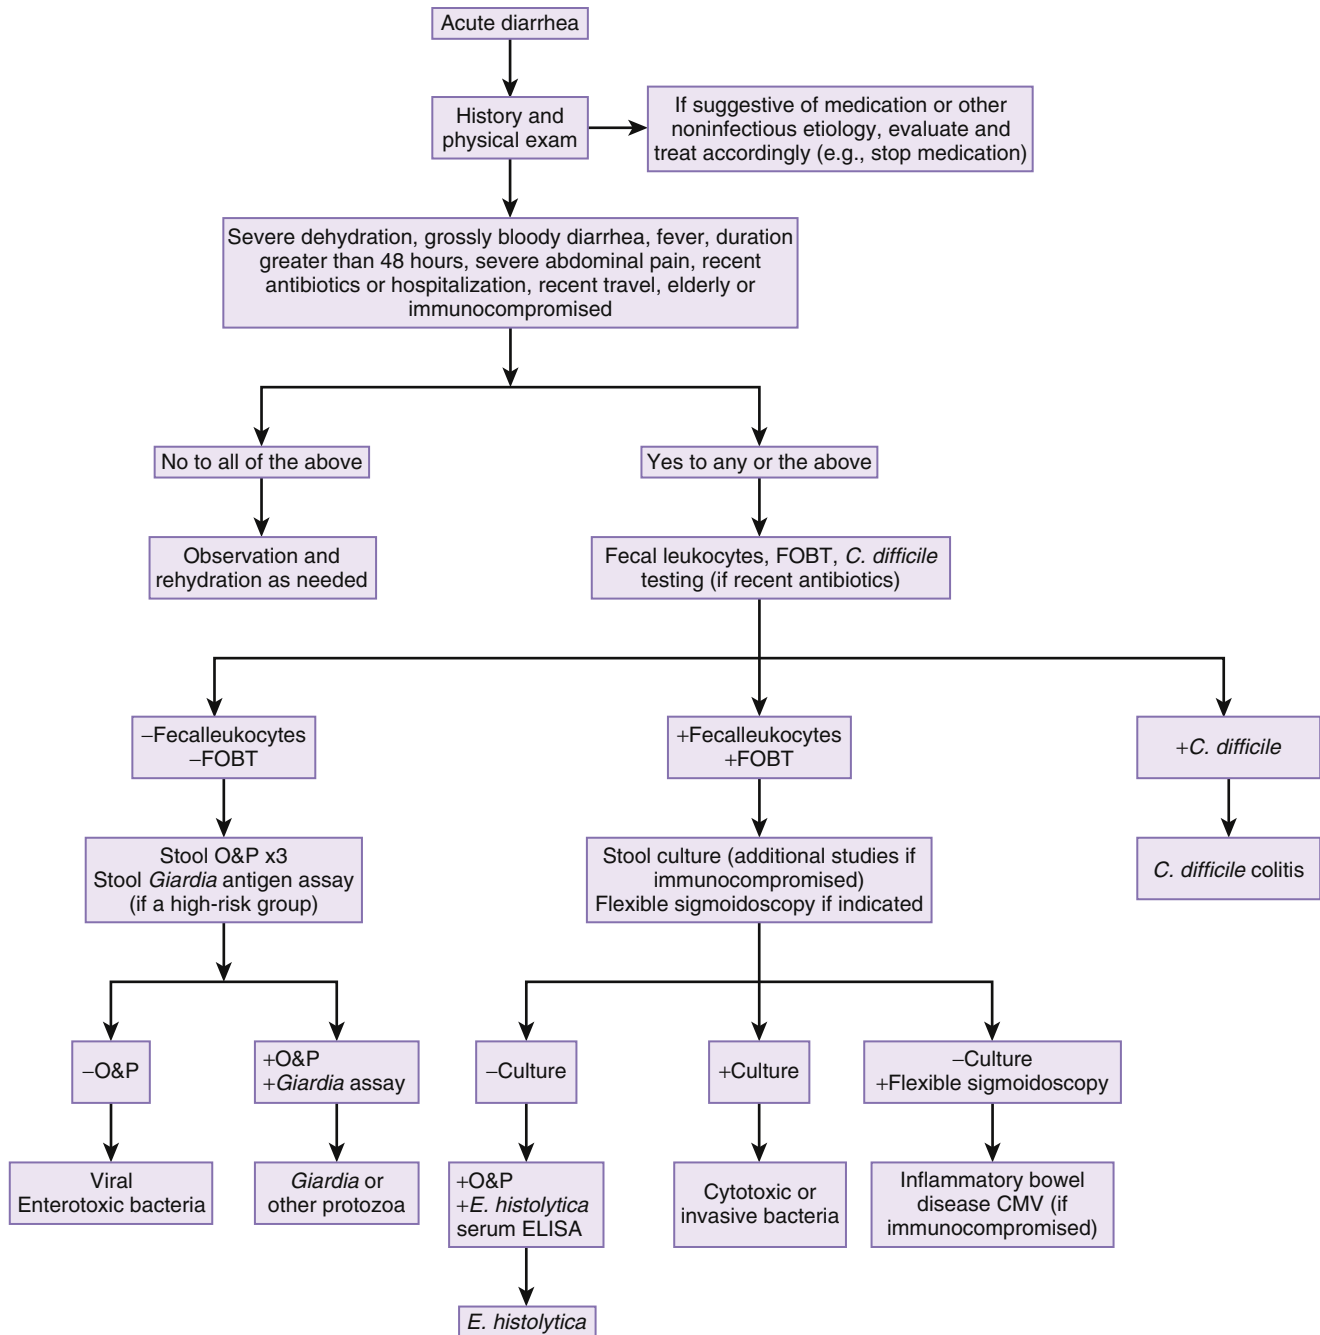 Acute diarrhea
History and
physical exam
If suggestive of medication or other
noninfectious etiology, evaluate and
treat accordingly (e.g., stop medication)
Severe dehydration, grossly bloody diarrhea, fever, duration
greater than 48 hours, severe abdominal pain, recent
antibiotics or hospitalization, recent travel, elderly or
immunocompromised
No to all of the above
Yes to any or the above
Observation and
rehydration as needed
Fecal leukocytes, FOBT, C. difficile
testing (if recent antibiotics)
–Fecalleukocytes
–FOBT
+Fecalleukocytes
+FOBT
+C. difficile
Stool O&P x3
Stool Giardia antigen assay
(if a high-risk group)
Stool culture (additional studies if
immunocompromised)
Flexible sigmoidoscopy if indicated
C. difficile colitis
–O&P
+O&P
+Giardia assay
–Culture
+Culture
–Culture
+Flexible sigmoidoscopy
Viral
Enterotoxic bacteria
Giardia or
other protozoa
+O&P
+E. histolytica
serum ELISA
Cytotoxic or
invasive bacteria
Inflammatory bowel
disease CMV (if
immunocompromised)
E. histolytica